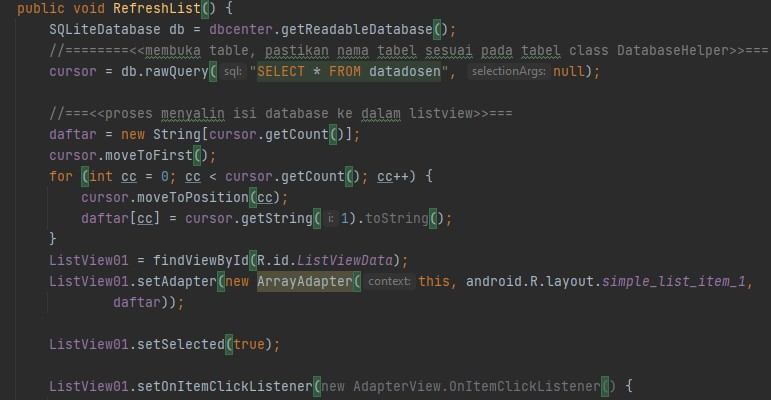 public void RefreshList() {
SQLiteDatabase db = dbcenter.getReadableDatabase();
//========<<membuka table, pastikan nama tabel sesuai pada tabel class DatabaseHelper>>===
cursor = db.rawQuery( sql: "SELECT * FROM datadosen", selectionArgs: null);
//===<<proses menyalin isi database ke dalam listview>>===
daftar = new String[cursor.getCount()];
cursor.moveToFirst();
for (int cc = 0; cc < cursor.getCount(); cc++) {
cursor.moveToPosition(cc);
daftar[cc] = cursor.getString( i: 1).toString();
}
ListView01 = findViewById(R.id.ListViewData);
ListView01.setAdapter(new ArrayAdapter( context: this, android.R.layout.simple_list_item_1,
daftar));
ListView01.setSelected(true);
ListView01.setOnItemClickListener(new AdapterView.OnItemClickListener() {